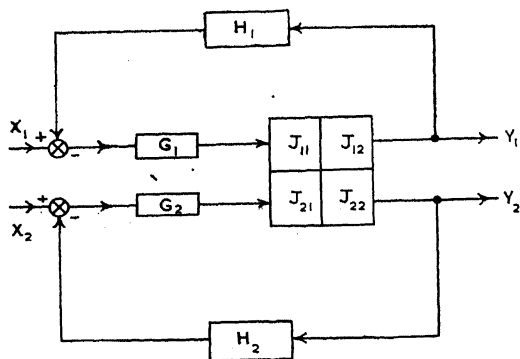 H1
X1 + - G1 J11 J12 Y1
X2 + - G2 J21 J22 Y2
H2